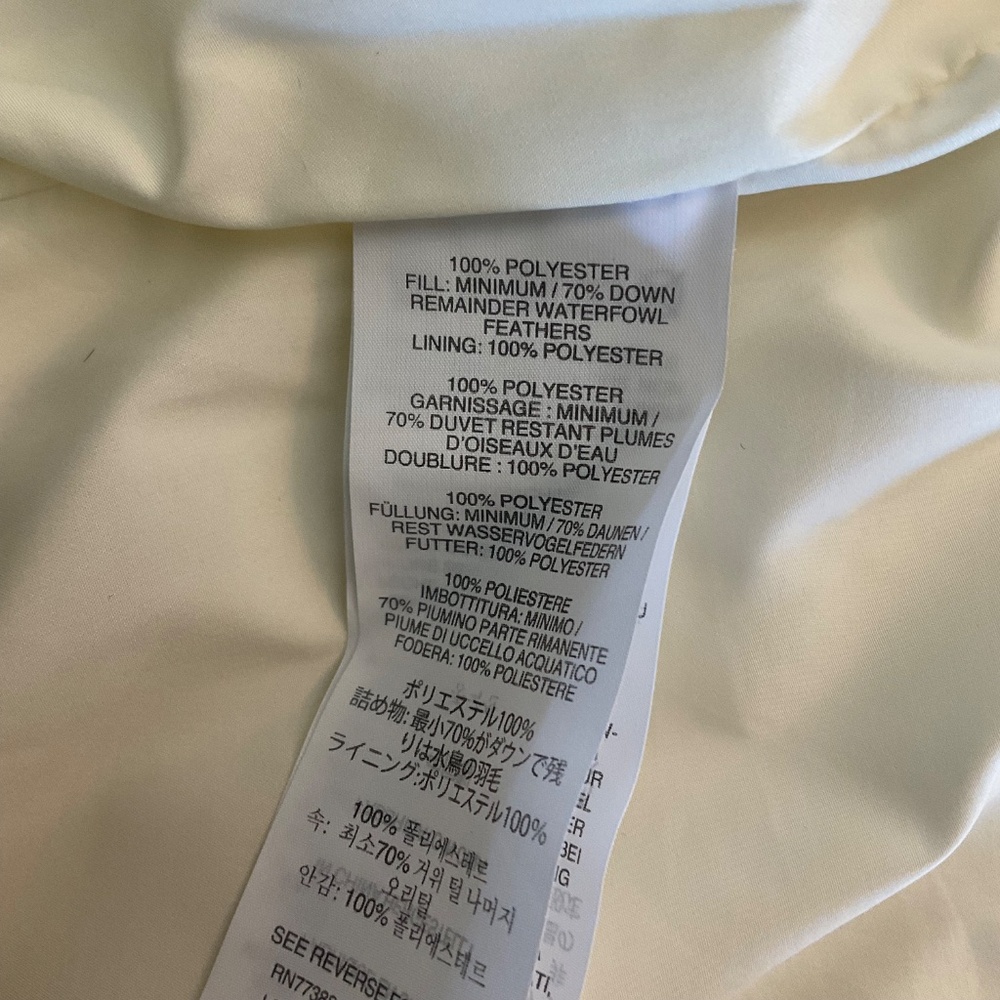 100% POLYESTER
FILL: MINIMUM / 70% DOWN
REMAINDER WATERFOWL
FEATHERS
LINING: 100% POLYESTER
100% POLYESTER
GARNISSAGE : MINIMUM /
70% DUVET RESTANT PLUMES
D'OISEAUX D'EAU
DOUBLURE : 100% POLYESTER
100% POLYESTER
FÜLLUNG: MINIMUM / 70% DAUNEN /
REST WASSERVOGELFEDERN
FUTTER: 100% POLYESTER
100% POLIESTERE
IMBOTTITURA: MINIMO /
70% PIUMINO PARTE RIMANENTE
PIUME DI UCCELLO ACQUATICO
FODERA: 100% POLIESTERE
ポリエステル100%
詰め物: 最小70%がダウンで残
りは水鳥の羽毛
ライニング:ポリエステル100%
100% 폴리에스테르
속: 최소70% 거위 털 나머지
오리털
안감: 100% 폴리에스테르
SEE REVERSE